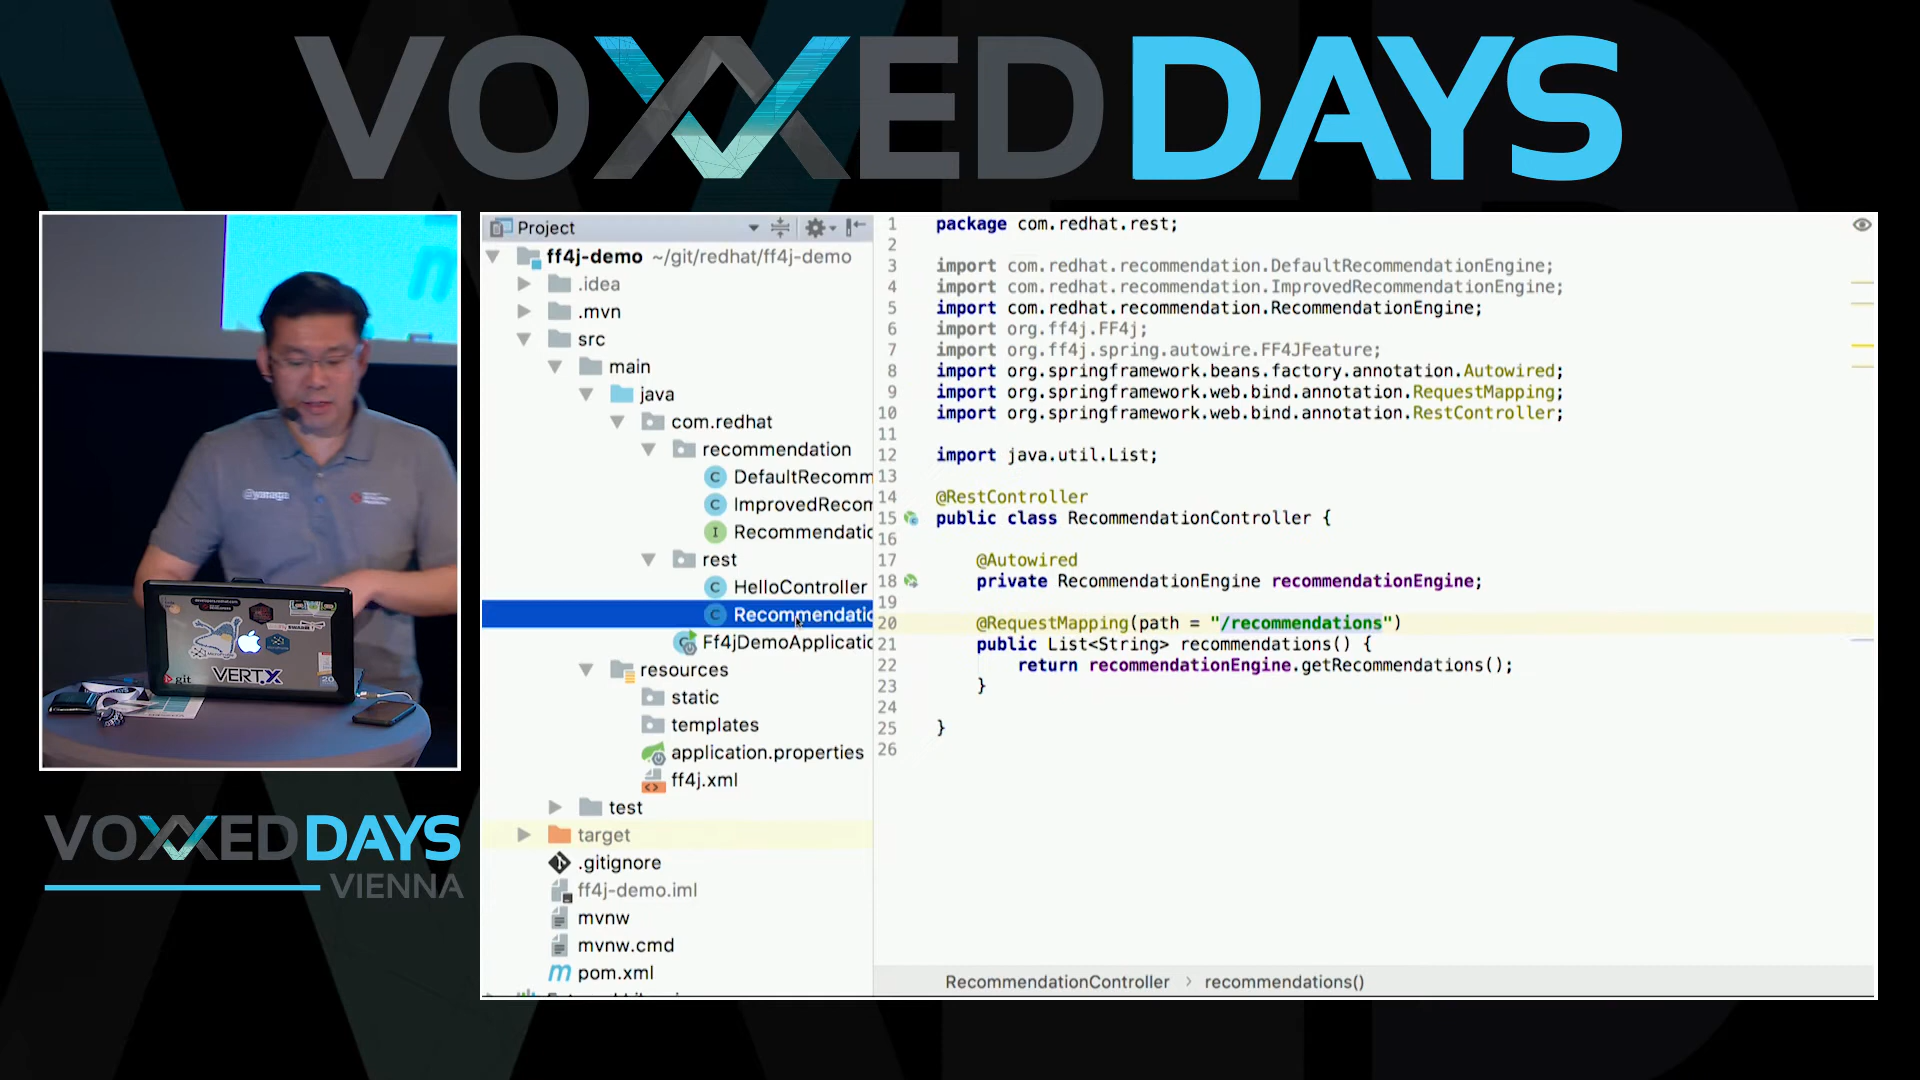 VOXXED DAYS
@yanaga
git
VERT.X
VOXXED DAYS
VIENNA
Project
ff4j-demo ~/git/redhat/ff4j-demo
.idea
.mvn
src
main
java
com.redhat
recommendation
DefaultRecomm
ImprovedRecom
Recommendatio
rest
HelloController
Recommendatio
Ff4jDemoApplicatio
resources
static
templates
application.properties
ff4j.xml
test
target
.gitignore
ff4j-demo.iml
mvnw
mvnw.cmd
pom.xml
1 package com.redhat.rest;
2
3 import com.redhat.recommendation.DefaultRecommendationEngine;
4 import com.redhat.recommendation.ImprovedRecommendationEngine;
5 import com.redhat.recommendation.RecommendationEngine;
6 import org.ff4j.FF4j;
7 import org.ff4j.spring.autowire.FF4JFeature;
8 import org.springframework.beans.factory.annotation.Autowired;
9 import org.springframework.web.bind.annotation.RequestMapping;
10 import org.springframework.web.bind.annotation.RestController;
11
12 import java.util.List;
13
14 @RestController
15 public class RecommendationController {
16
17 @Autowired
18 private RecommendationEngine recommendationEngine;
19
20 @RequestMapping(path = "/recommendations")
21 public List<String> recommendations() {
22 return recommendationEngine.getRecommendations();
23 }
24
25 }
26
RecommendationController > recommendations()